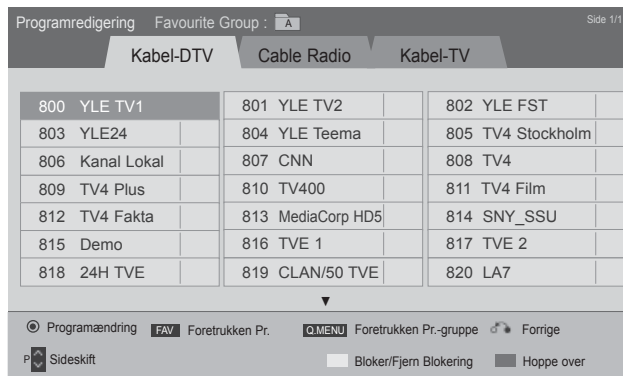 Programredigering Favourite Group : A Side 1/1
Kabel-DTV Cable Radio Kabel-TV
800 YLE TV1 801 YLE TV2 802 YLE FST
803 YLE24 804 YLE Teema 805 TV4 Stockholm
806 Kanal Lokal 807 CNN 808 TV4
809 TV4 Plus 810 TV400 811 TV4 Film
812 TV4 Fakta 813 MediaCorp HD5 814 SNY_SSU
815 Demo 816 TVE 1 817 TVE 2
818 24H TVE 819 CLAN/50 TVE 820 LA7
Programændring FAV Foretrukken Pr. Q.MENU Foretrukken Pr.-gruppe Forrige
P Sideskift Bloker/Fjern Blokering Hoppe over